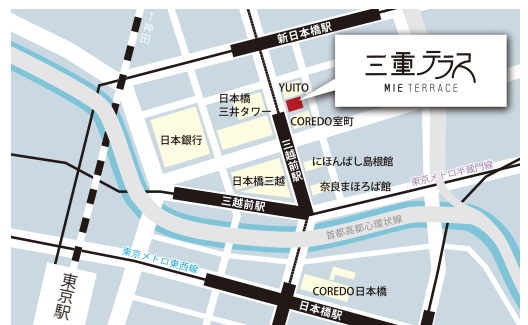 ←神田
新日本橋駅
YUITO
三重テラス
MIE TERRACE
日本橋
三井タワー
COREDO室町
日本銀行
三越前駅
にほんばし島根館
日本橋三越
奈良まほろば館
東京メトロ半蔵門線
三越前駅
首都高都心環状線
東京メトロ東西線
東京駅
COREDO日本橋
日本橋駅